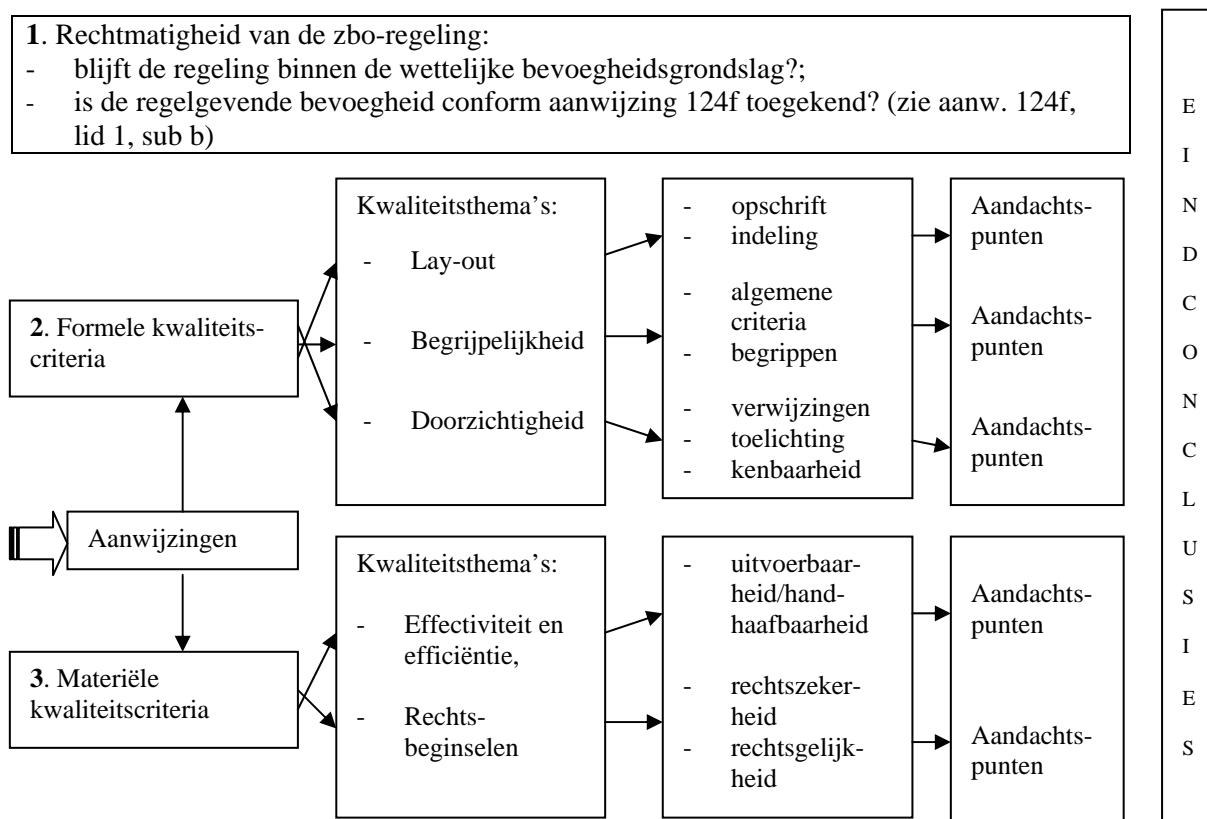 1. Rechtmatigheid van de zbo-regeling:
- blijft de regeling binnen de wettelijke bevoegheidsgrondslag?;
- is de regelgevende bevoegheid conform aanwijzing 124f toegekend? (zie aanw. 124f,
lid 1, sub b)
2. Formele kwaliteits-
criteria
Kwaliteitsthema’s:
- Lay-out
- Begrijpelijkheid
- Doorzichtigheid
- opschrift
- indeling
- algemene
criteria
- begrippen
- verwijzingen
- toelichting
- kenbaarheid
Aandachts-
punten
Aandachts-
punten
Aandachts-
punten
Aanwijzingen
3. Materiële
kwaliteitscriteria
Kwaliteitsthema’s:
- Effectiviteit en
efficiëntie,
- Rechts-
beginselen
- uitvoerbaar-
heid/hand-
haafbaarheid
- rechtszeker-
heid
- rechtsgelijk-
heid
Aandachts-
punten
Aandachts-
punten
E
I
N
D
C
O
N
C
L
U
S
I
E
S